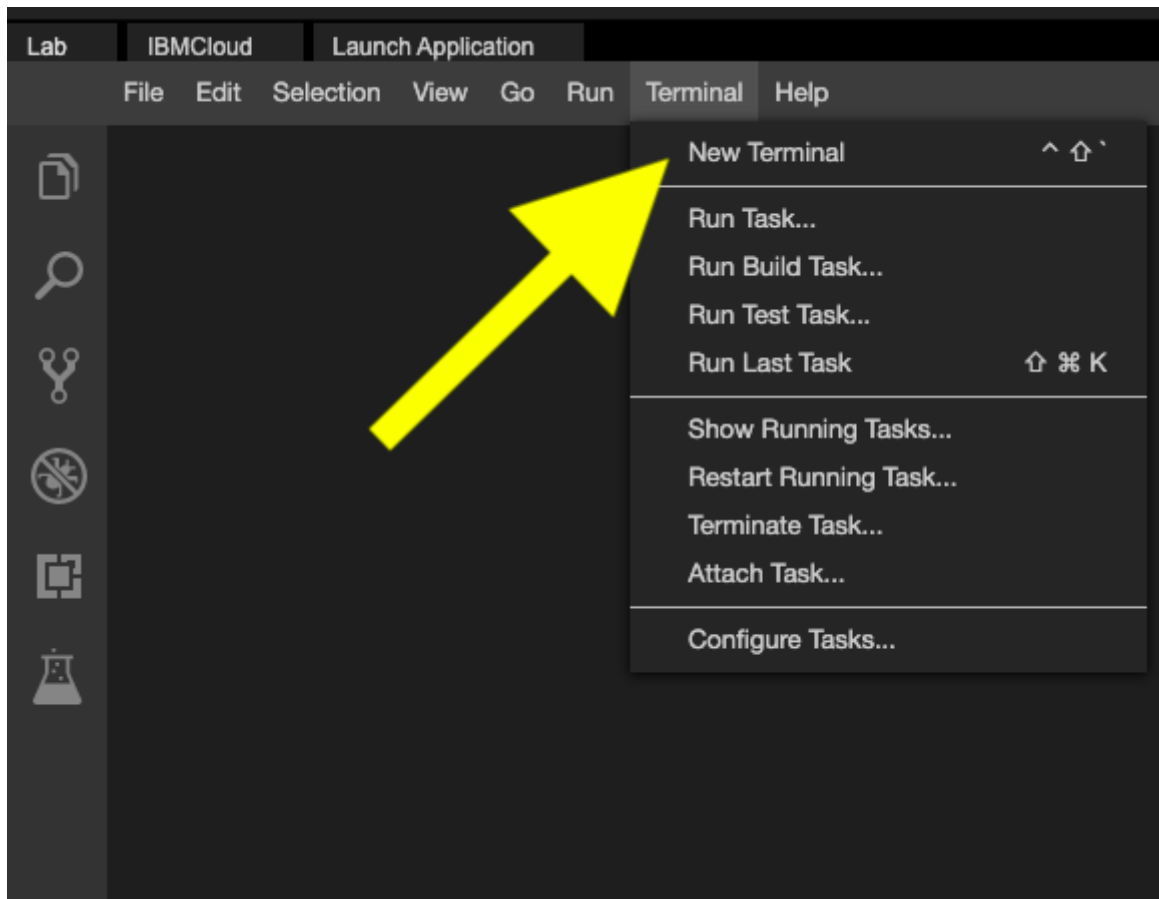 Lab IBMCloud Launch Application
File Edit Selection View Go Run Terminal Help
New Terminal ^ ⇧ `
Run Task...
Run Build Task...
Run Test Task...
Run Last Task ⇧ ⌘ K
Show Running Tasks...
Restart Running Task...
Terminate Task...
Attach Task...
Configure Tasks...